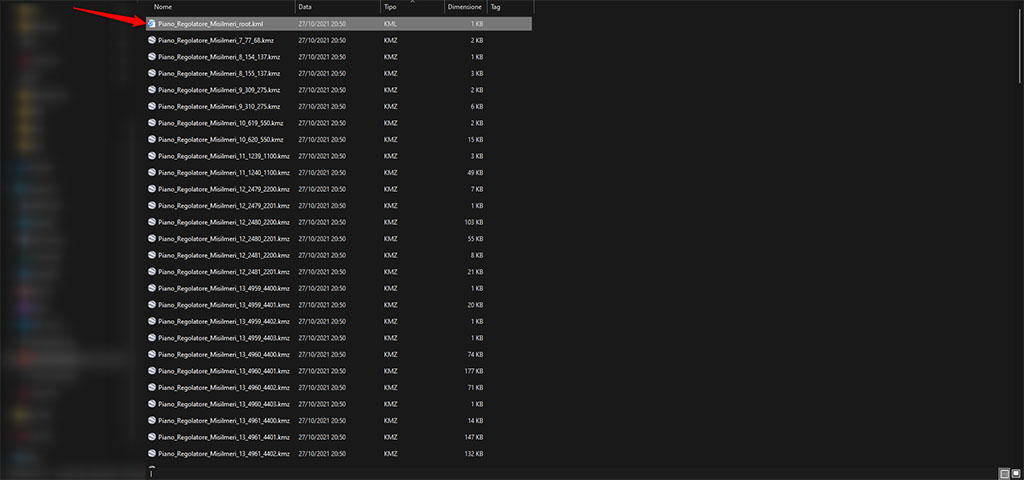 Nome Data Tipo Dimensione Tag
Piano_Regolatore_Misilmeri_root.kml 27/10/2021 20:50 KML 1 KB
Piano_Regolatore_Misilmeri_7_77_68.kmz 27/10/2021 20:50 KMZ 2 KB
Piano_Regolatore_Misilmeri_8_154_137.kmz 27/10/2021 20:50 KMZ 1 KB
Piano_Regolatore_Misilmeri_8_155_137.kmz 27/10/2021 20:50 KMZ 3 KB
Piano_Regolatore_Misilmeri_9_309_275.kmz 27/10/2021 20:50 KMZ 2 KB
Piano_Regolatore_Misilmeri_9_310_275.kmz 27/10/2021 20:50 KMZ 6 KB
Piano_Regolatore_Misilmeri_10_619_550.kmz 27/10/2021 20:50 KMZ 2 KB
Piano_Regolatore_Misilmeri_10_620_550.kmz 27/10/2021 20:50 KMZ 15 KB
Piano_Regolatore_Misilmeri_11_1239_1100.kmz 27/10/2021 20:50 KMZ 3 KB
Piano_Regolatore_Misilmeri_11_1240_1100.kmz 27/10/2021 20:50 KMZ 49 KB
Piano_Regolatore_Misilmeri_12_2479_2200.kmz 27/10/2021 20:50 KMZ 7 KB
Piano_Regolatore_Misilmeri_12_2479_2201.kmz 27/10/2021 20:50 KMZ 1 KB
Piano_Regolatore_Misilmeri_12_2480_2200.kmz 27/10/2021 20:50 KMZ 103 KB
Piano_Regolatore_Misilmeri_12_2480_2201.kmz 27/10/2021 20:50 KMZ 55 KB
Piano_Regolatore_Misilmeri_12_2481_2200.kmz 27/10/2021 20:50 KMZ 8 KB
Piano_Regolatore_Misilmeri_12_2481_2201.kmz 27/10/2021 20:50 KMZ 21 KB
Piano_Regolatore_Misilmeri_13_4959_4400.kmz 27/10/2021 20:50 KMZ 1 KB
Piano_Regolatore_Misilmeri_13_4959_4401.kmz 27/10/2021 20:50 KMZ 20 KB
Piano_Regolatore_Misilmeri_13_4959_4402.kmz 27/10/2021 20:50 KMZ 1 KB
Piano_Regolatore_Misilmeri_13_4959_4403.kmz 27/10/2021 20:50 KMZ 1 KB
Piano_Regolatore_Misilmeri_13_4960_4400.kmz 27/10/2021 20:50 KMZ 74 KB
Piano_Regolatore_Misilmeri_13_4960_4401.kmz 27/10/2021 20:50 KMZ 177 KB
Piano_Regolatore_Misilmeri_13_4960_4402.kmz 27/10/2021 20:50 KMZ 71 KB
Piano_Regolatore_Misilmeri_13_4960_4403.kmz 27/10/2021 20:50 KMZ 1 KB
Piano_Regolatore_Misilmeri_13_4961_4400.kmz 27/10/2021 20:50 KMZ 14 KB
Piano_Regolatore_Misilmeri_13_4961_4401.kmz 27/10/2021 20:50 KMZ 147 KB
Piano_Regolatore_Misilmeri_13_4961_4402.kmz 27/10/2021 20:50 KMZ 132 KB